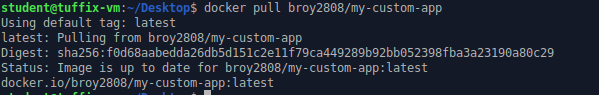 student@tuffix-vm:~/Desktop$ docker pull broy2808/my-custom-app
Using default tag: latest
latest: Pulling from broy2808/my-custom-app
Digest: sha256:f0d68aabedda26db5d151c2e11f79ca449289b92bb052398fba3a23190a80c29
Status: Image is up to date for broy2808/my-custom-app:latest
docker.io/broy2808/my-custom-app:latest
student@tuffix-vm:~/Desktop$